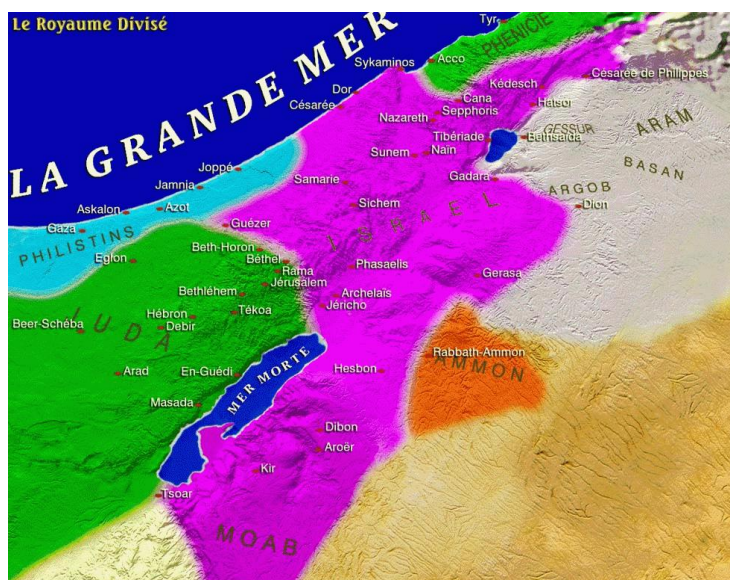 Le Royaume Divisé
LA GRANDE MER
Tyr
PHENICIE
Acco
Sykaminos
Kédesch
Césarée de Philippes
Dor
Césarée
Cana
Sepphoris
Hatsor
Nazareth
Tibériade
GESSUR
Bethsaïda
ARAM
Sunem
Naïn
BASAN
Joppé
Jamnia
Samarie
Gadara
ARGOB
Dion
Askalon
Azot
Sichem
ISRAEL
Gaza
Guézer
PHILISTINS
Eglon
Beth-Horon
Béthel
Rama
Phasaelis
Gerasa
Jérusalem
Bethléhem
Archelaïs
Jéricho
Hébron
Tékoa
Debir
Beer-Schéba
JUDA
Rabbath-Ammon
AMMON
Arad
En-Guédi
MER MORTE
Hesbon
Masada
Dibon
Aroër
Kir
Tsoar
MOAB